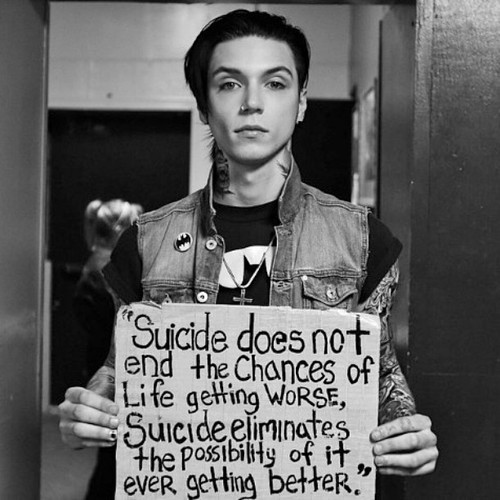 "Suicide does not
end the Chances of
Life getting WORSE,
Suicide eliminates
the possibility of it
ever getting better."